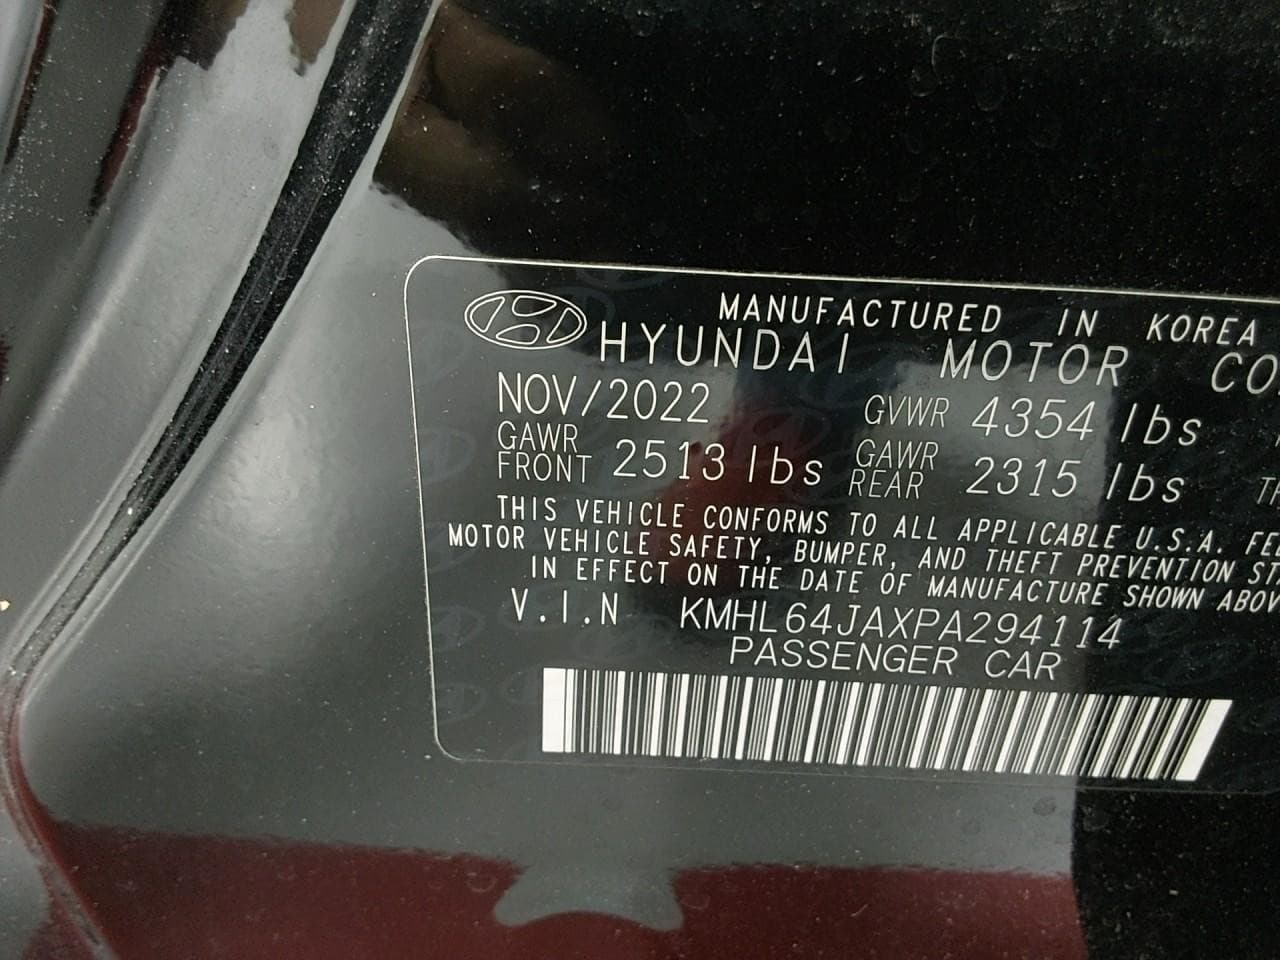 MANUFACTURED IN KOREA
HYUNDAI MOTOR CO
NOV/2022 GVWR 4354 lbs
GAWR FRONT 2513 lbs GAWR REAR 2315 lbs
THIS VEHICLE CONFORMS TO ALL APPLICABLE U.S.A.
MOTOR VEHICLE SAFETY, BUMPER, AND THEFT PREVENTION
IN EFFECT ON THE DATE OF MANUFACTURE SHOWN
V.I.N KMHL64JAXPA294114
PASSENGER CAR